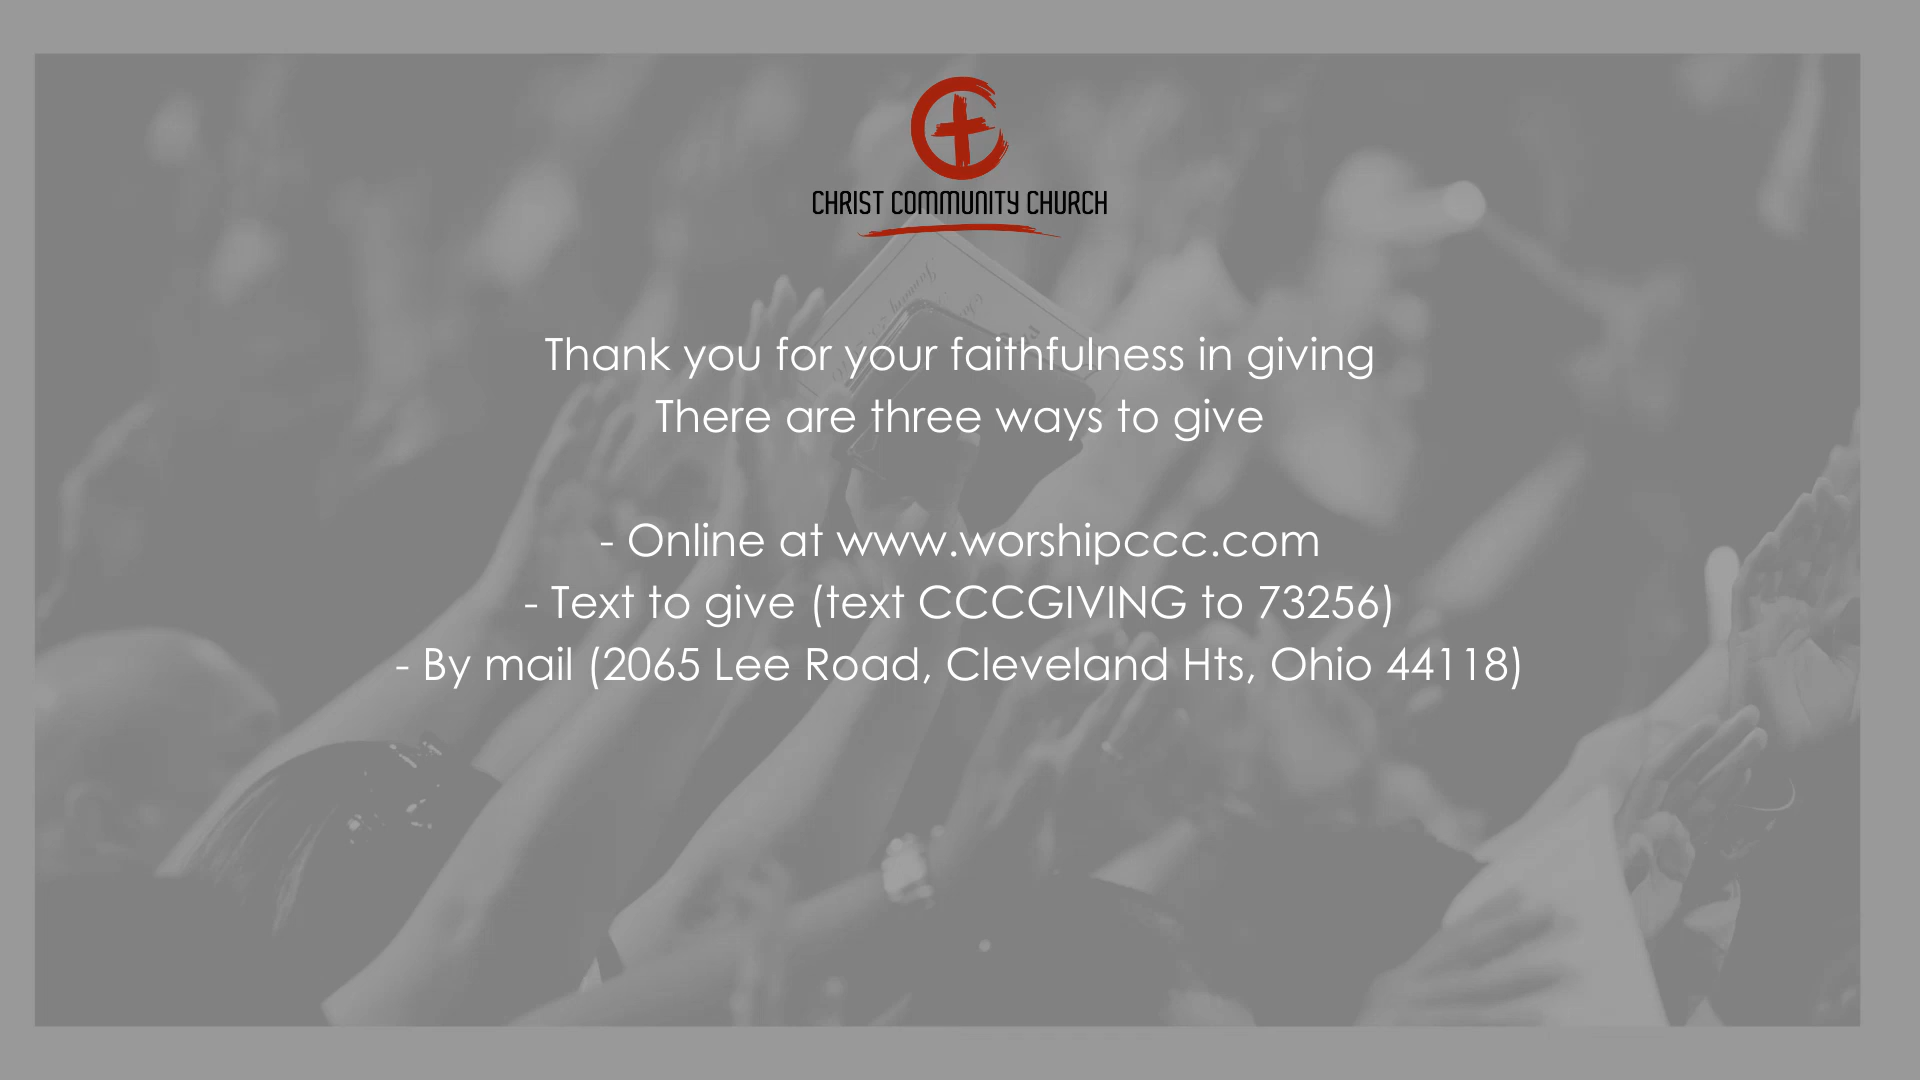 CHRIST COMMUNITY CHURCH
Thank you for your faithfulness in giving
There are three ways to give
- Online at www.worshipccc.com
- Text to give (text CCCGIVING to 73256)
- By mail (2065 Lee Road, Cleveland Hts, Ohio 44118)